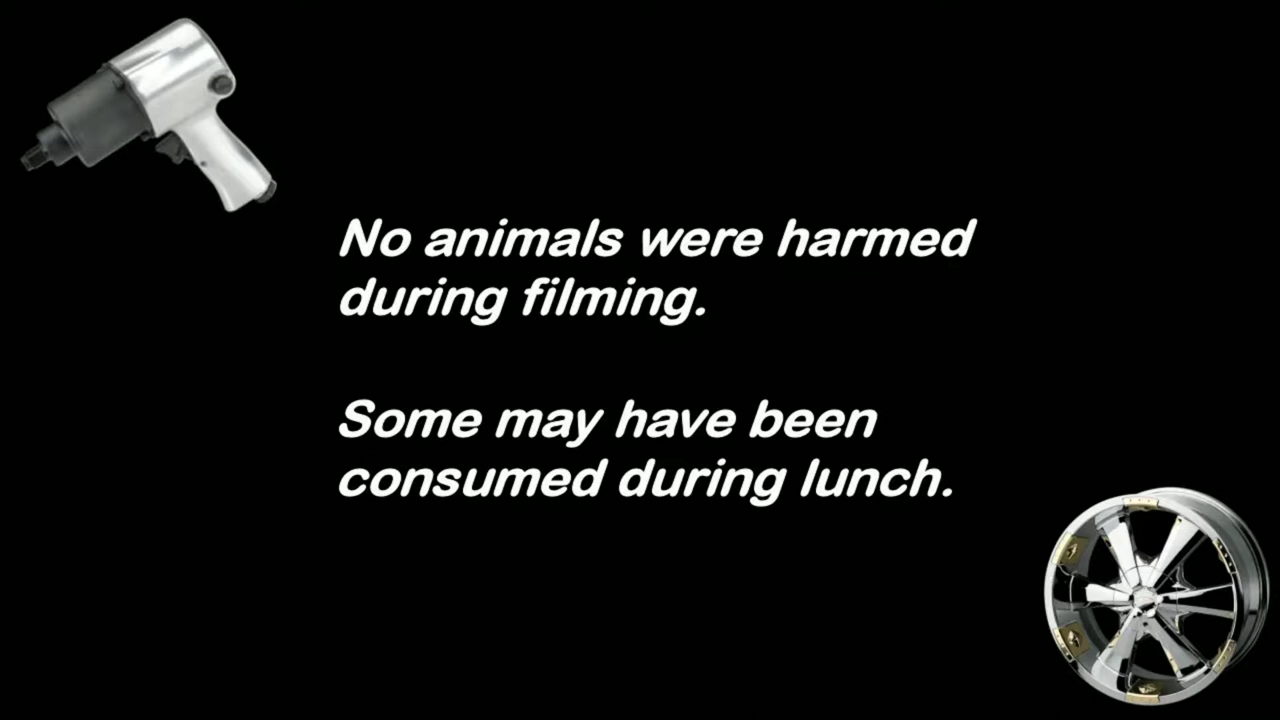 No animals were harmed
during filming.
Some may have been
consumed during lunch.